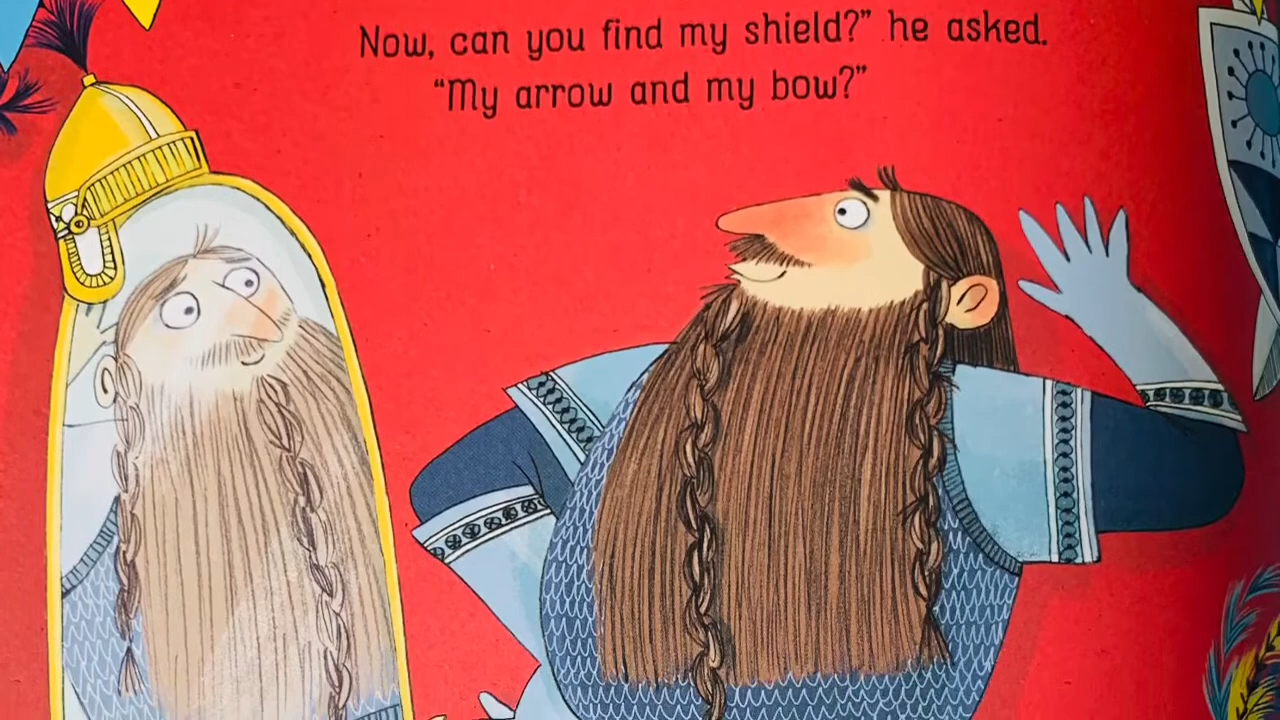 Now, can you find my shield?” he asked.
“My arrow and my bow?”